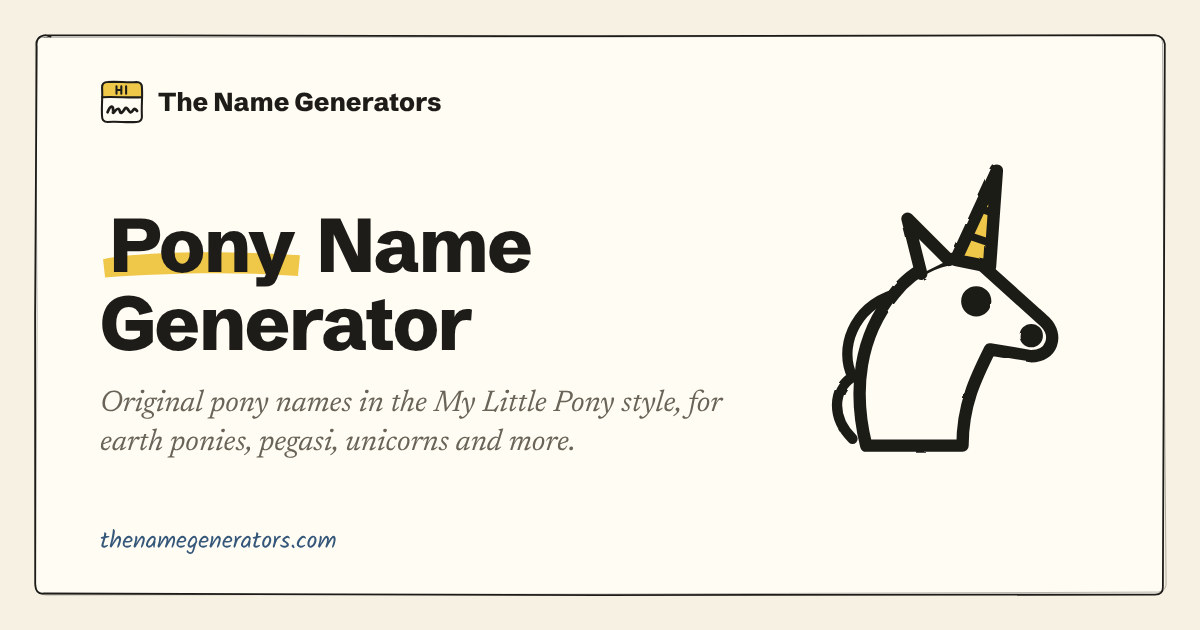 HI
The Name Generators
Pony Name
Generator
Original pony names in the My Little Pony style, for
earth ponies, pegasi, unicorns and more.
thenamegenerators.com